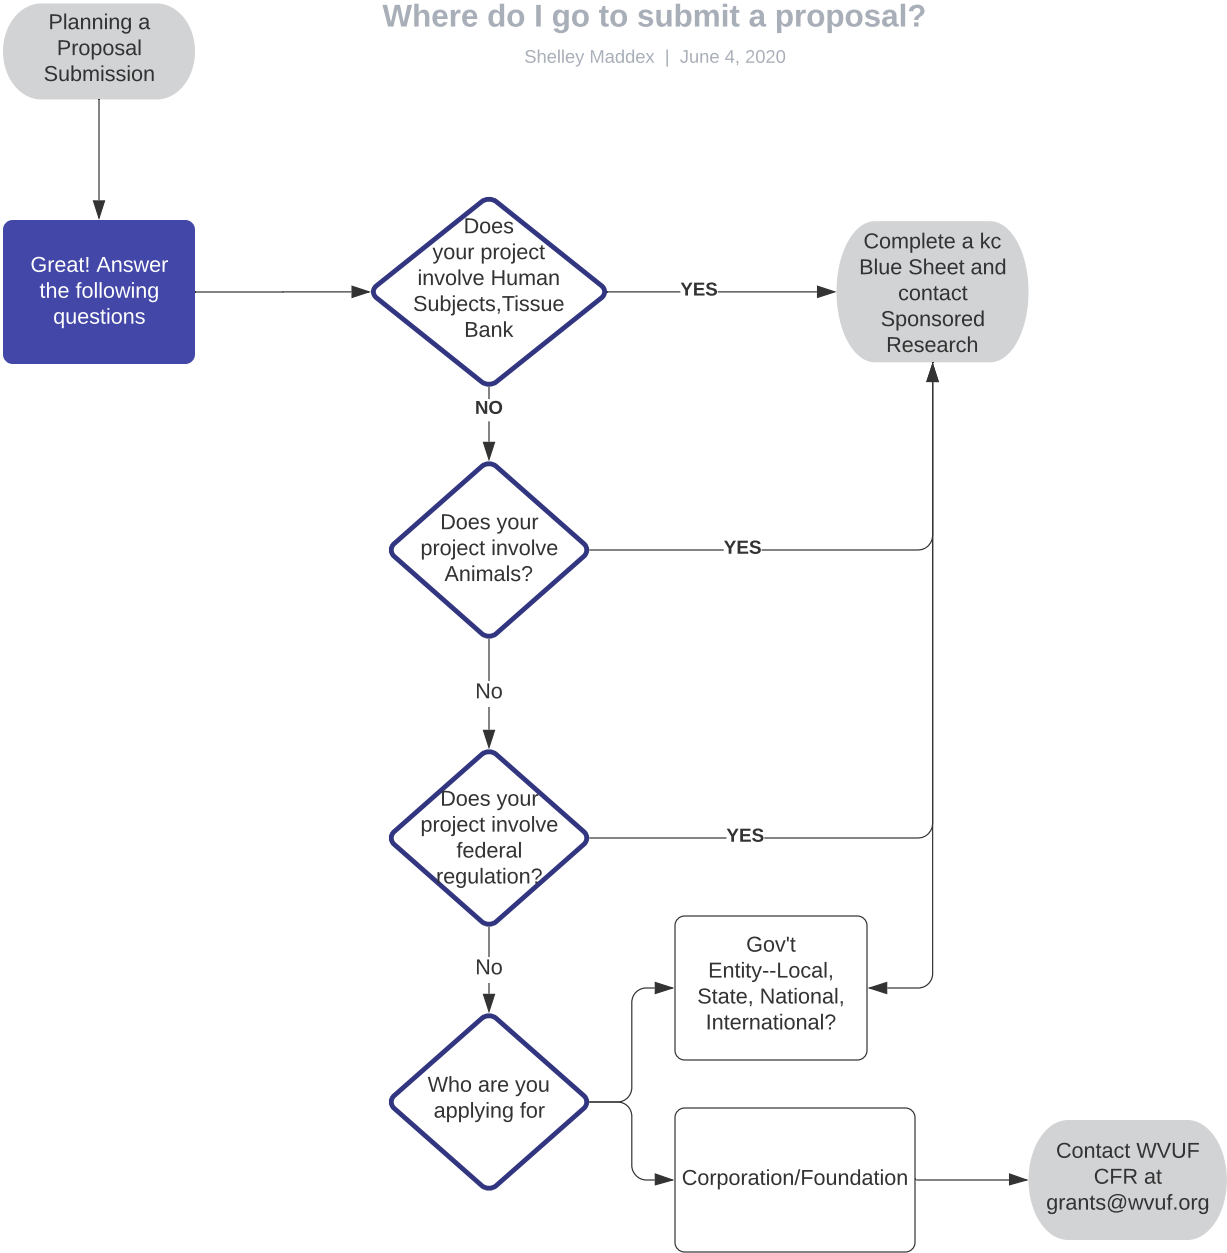 Where do I go to submit a proposal?
Shelley Maddex | June 4, 2020
Planning a
Proposal
Submission
Great! Answer
the following
questions
Does
your project
involve Human
Subjects,Tissue
Bank
YES
Complete a kc
Blue Sheet and
contact
Sponsored
Research
NO
Does your
project involve
Animals?
YES
No
Does your
project involve
federal
regulation?
YES
No
Who are you
applying for
Gov't
Entity--Local,
State, National,
International?
Corporation/Foundation
Contact WVUF
CFR at
grants@wvuf.org